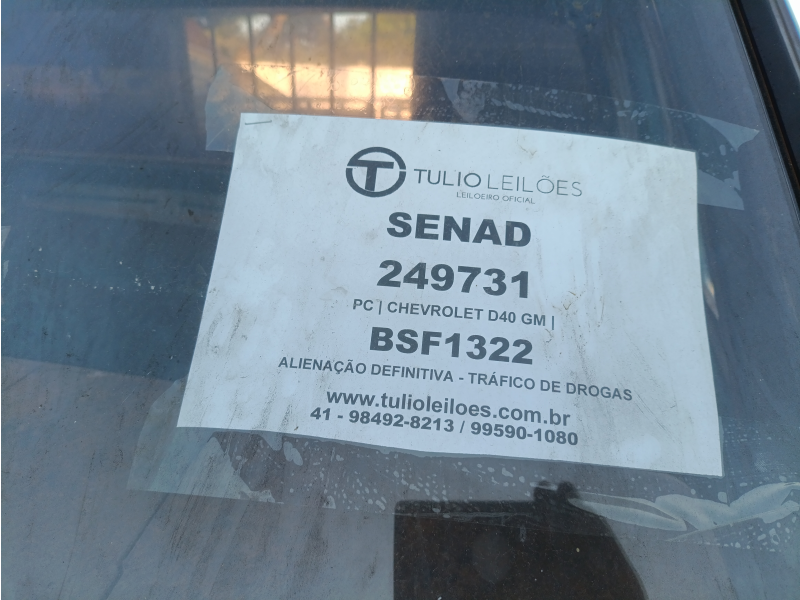 TULIO LEILÕES
LEILOEIRO OFICIAL
SENAD
249731
PC | CHEVROLET D40 GM |
BSF1322
ALIENAÇÃO DEFINITIVA - TRÁFICO DE DROGAS
www.tulioleiloes.com.br
41 - 98492-8213 / 99590-1080